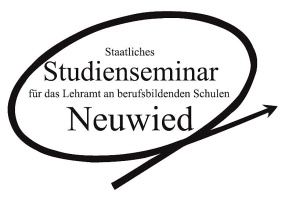 Staatliches
Studienseminar
für das Lehramt an berufsbildenden Schulen
Neuwied